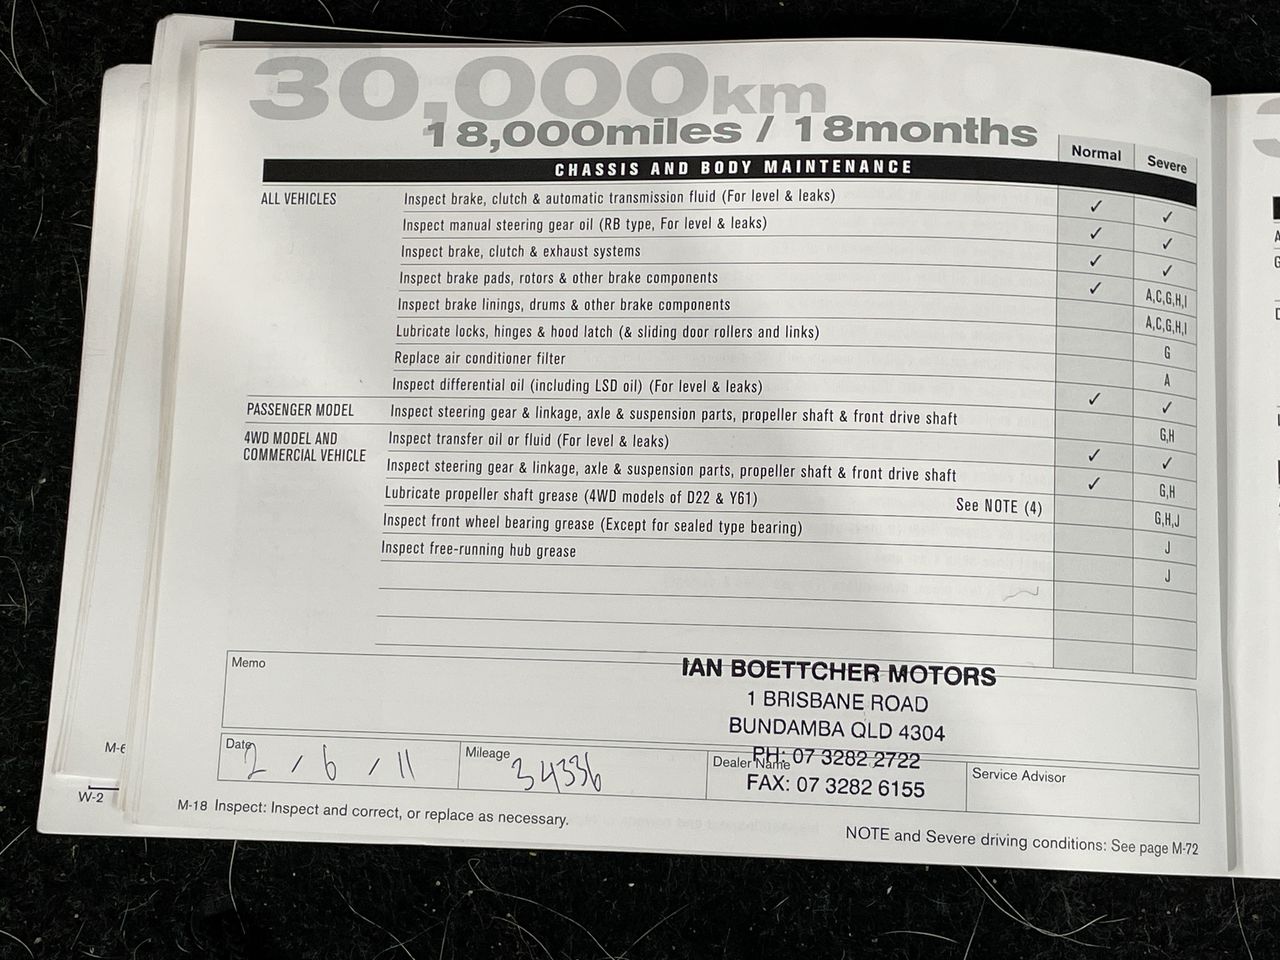 30,000km
18,000miles / 18months
Normal
Severe
CHASSIS AND BODY MAINTENANCE
ALL VEHICLES
Inspect brake, clutch & automatic transmission fluid (For level & leaks) ✓ ✓
Inspect manual steering gear oil (RB type, For level & leaks) ✓ ✓
Inspect brake, clutch & exhaust systems ✓ ✓
Inspect brake pads, rotors & other brake components ✓ A,C,G,H,I
Inspect brake linings, drums & other brake components A,C,G,H,I
Lubricate locks, hinges & hood latch (& sliding door rollers and links) G
Replace air conditioner filter A
Inspect differential oil (including LSD oil) (For level & leaks) ✓ ✓
PASSENGER MODEL
Inspect steering gear & linkage, axle & suspension parts, propeller shaft & front drive shaft G,H
4WD MODEL AND
COMMERCIAL VEHICLE
Inspect transfer oil or fluid (For level & leaks) ✓ ✓
Inspect steering gear & linkage, axle & suspension parts, propeller shaft & front drive shaft ✓ G,H
Lubricate propeller shaft grease (4WD models of D22 & Y61) See NOTE (4) G,H,J
Inspect front wheel bearing grease (Except for sealed type bearing) J
Inspect free-running hub grease J
Memo
IAN BOETTCHER MOTORS
1 BRISBANE ROAD
BUNDAMBA QLD 4304
PH: 07 3282 2722
FAX: 07 3282 6155
Date
2 / 6 / 11
Mileage
34336
Dealer Name
Service Advisor
M-18 Inspect: Inspect and correct, or replace as necessary.
NOTE and Severe driving conditions: See page M-72
M-6
W-2